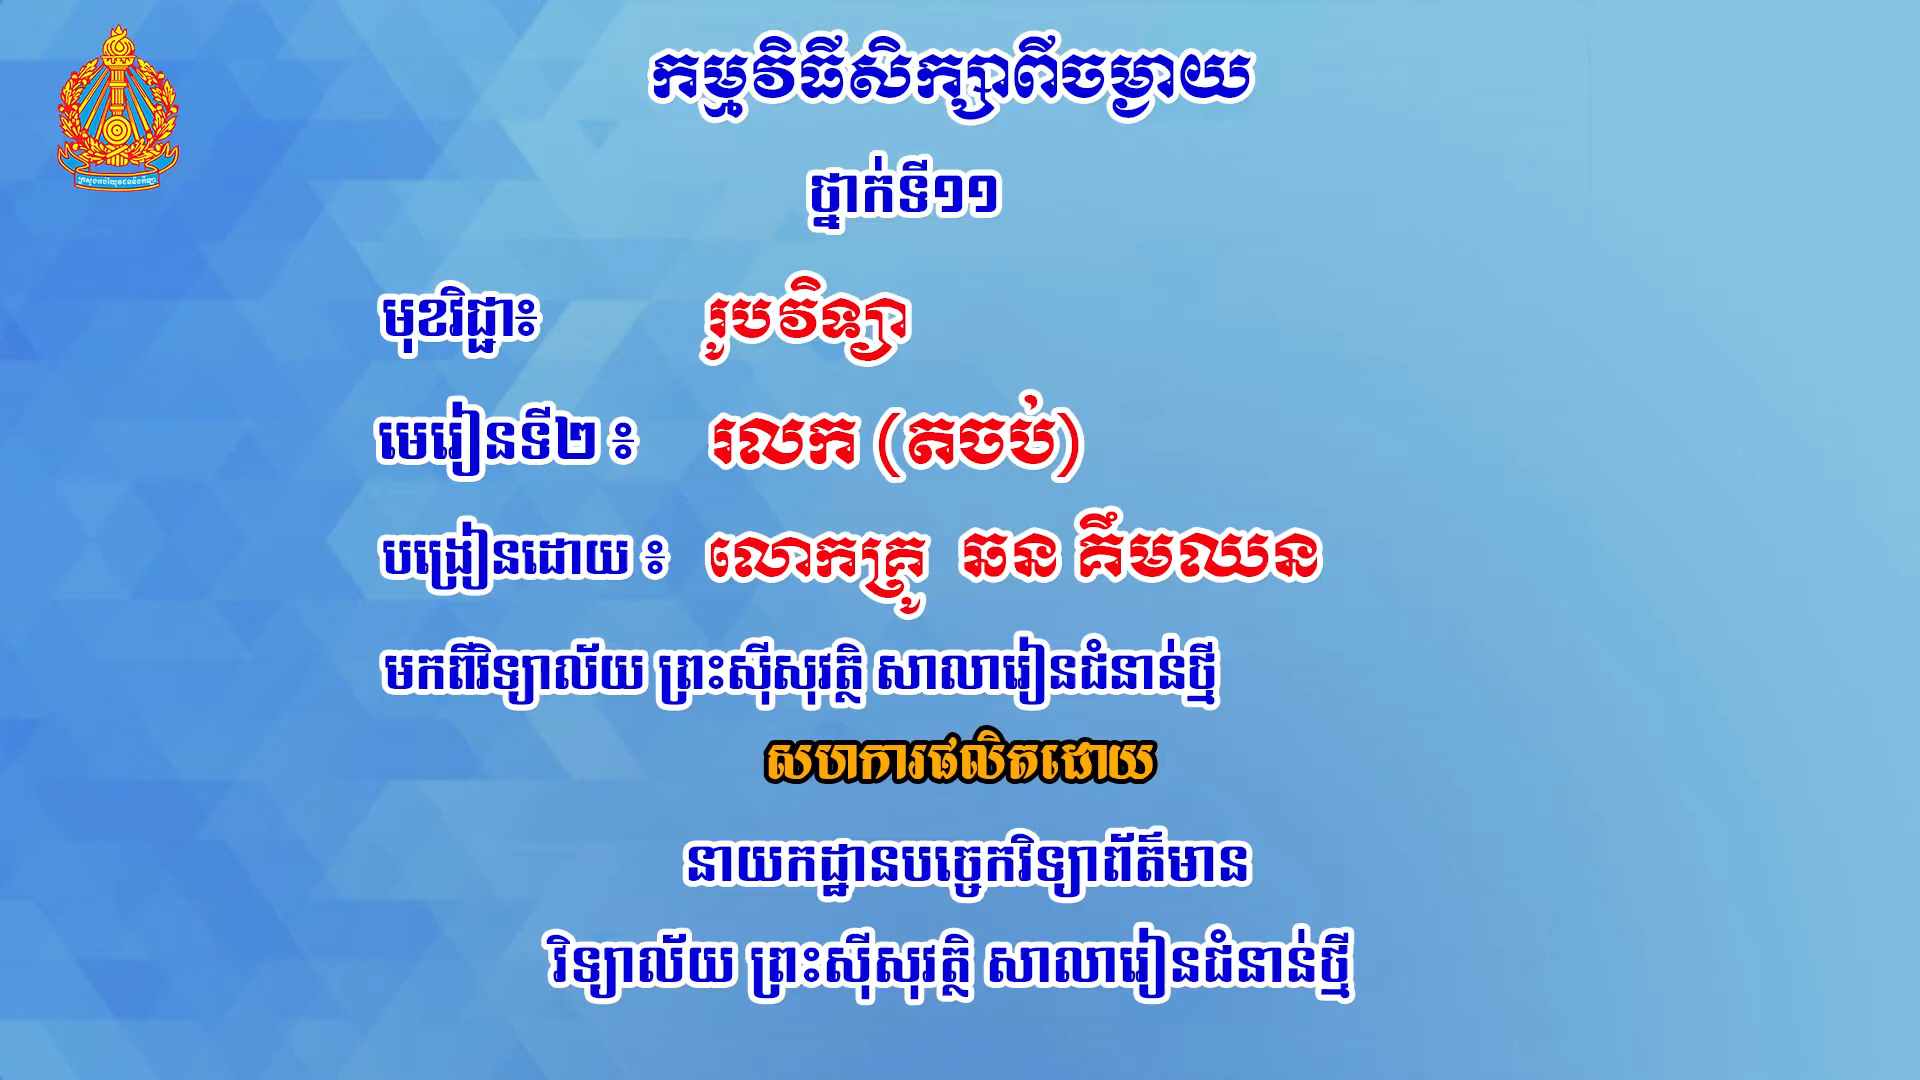 កម្មវិធីសិក្សាពីចម្ងាយ
ថ្នាក់ទី១១
មុខវិជ្ជា៖ រូបវិទ្យា
មេរៀនទី២ ៖ រលក (តចប់)
បង្រៀនដោយ ៖ លោកគ្រូ ឆន គឹមឈន
មកពីវិទ្យាល័យ ព្រះស៊ីសុវត្ថិ សាលារៀនជំនាន់ថ្មី
សហការផលិតដោយ
នាយកដ្ឋានបច្ចេកវិទ្យាព័ត៌មាន
វិទ្យាល័យ ព្រះស៊ីសុវត្ថិ សាលារៀនជំនាន់ថ្មី